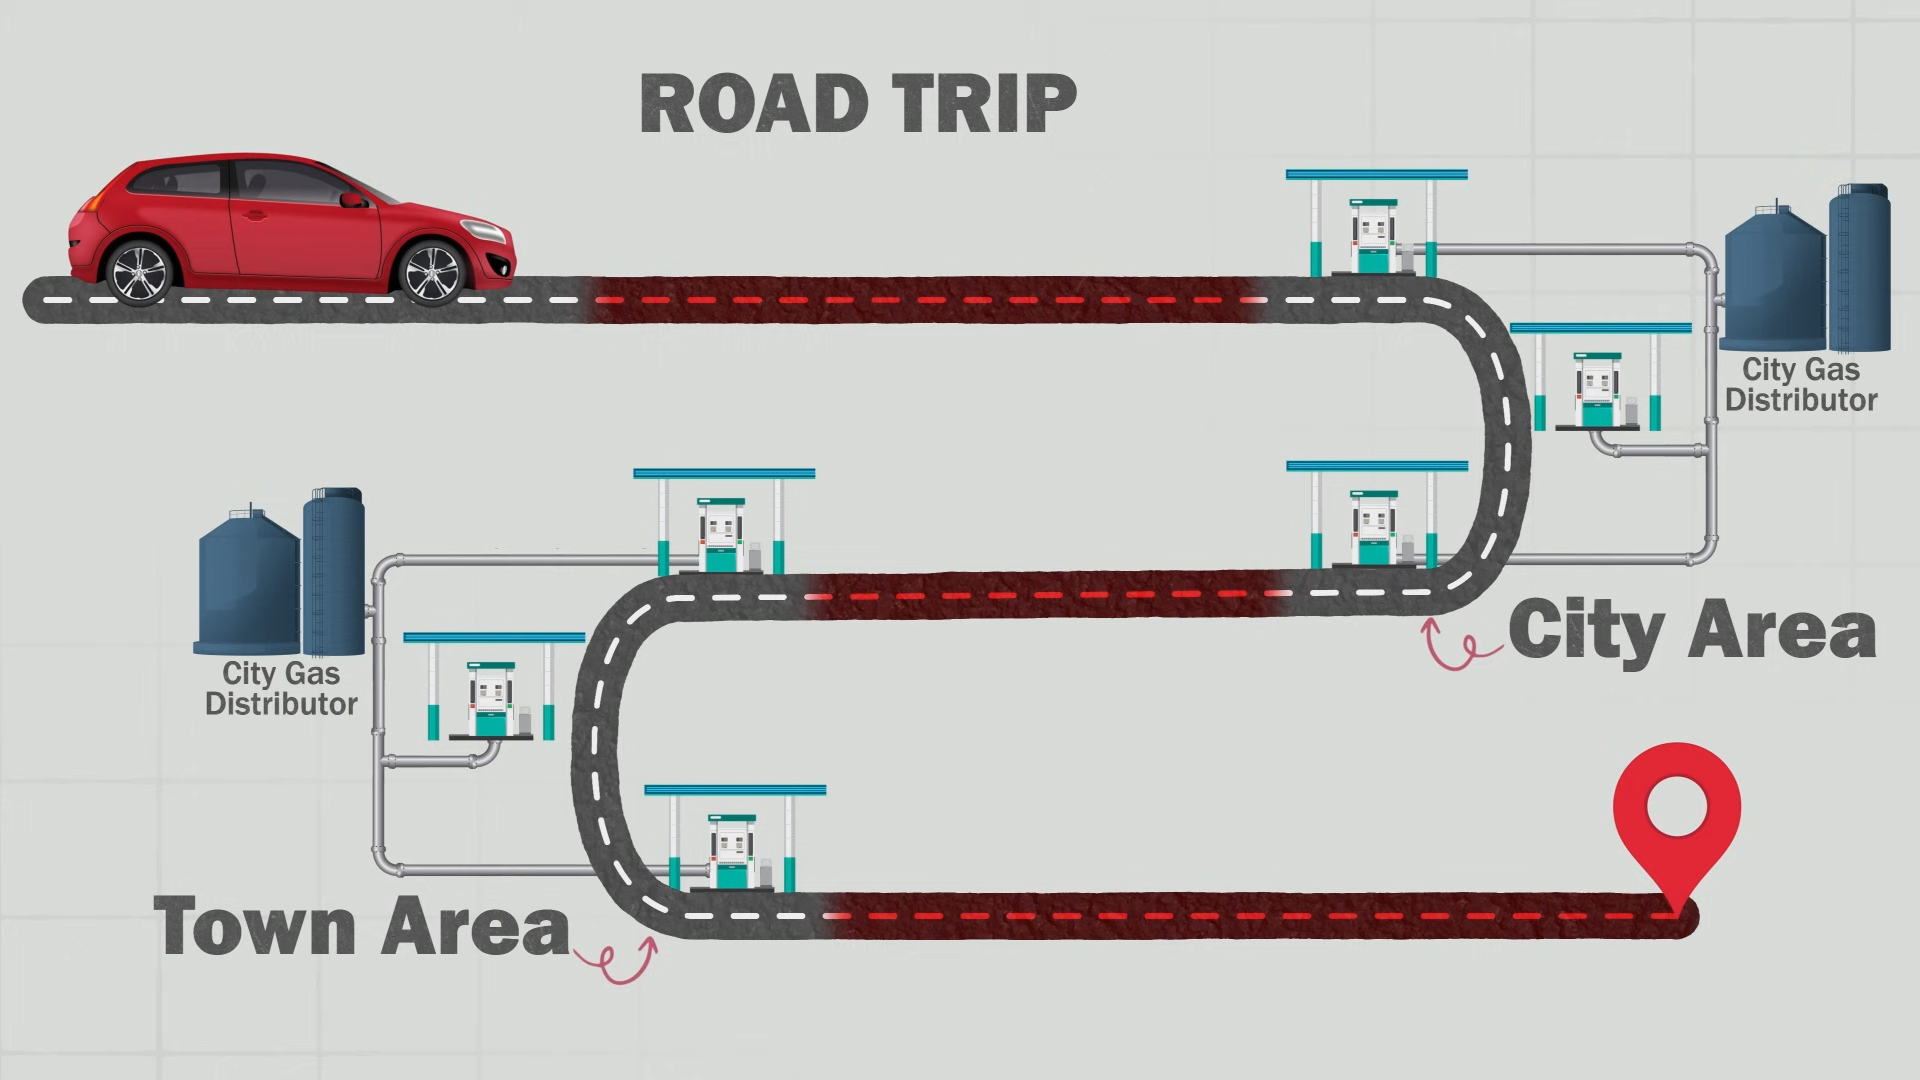 ROAD TRIP
City Gas
Distributor
City Area
City Gas
Distributor
Town Area